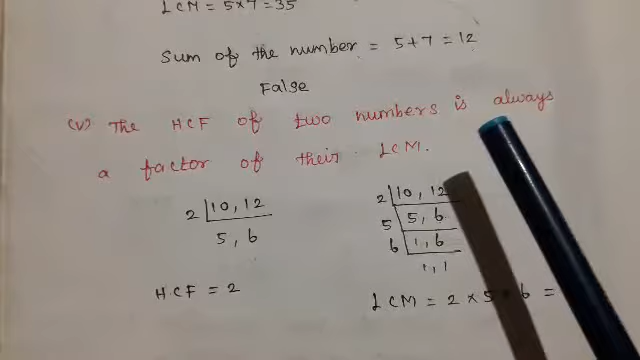 LCM = 5×7 = 35
Sum of the number = 5+7 = 12
False
(v) The HCF of two numbers is always
a factor of their LCM.
2 | 10, 12    2 | 10, 12
5, 6    5 | 5, 6
6 | 1, 6
1, 1
HCF = 2    LCM = 2 × 5 × 6 =